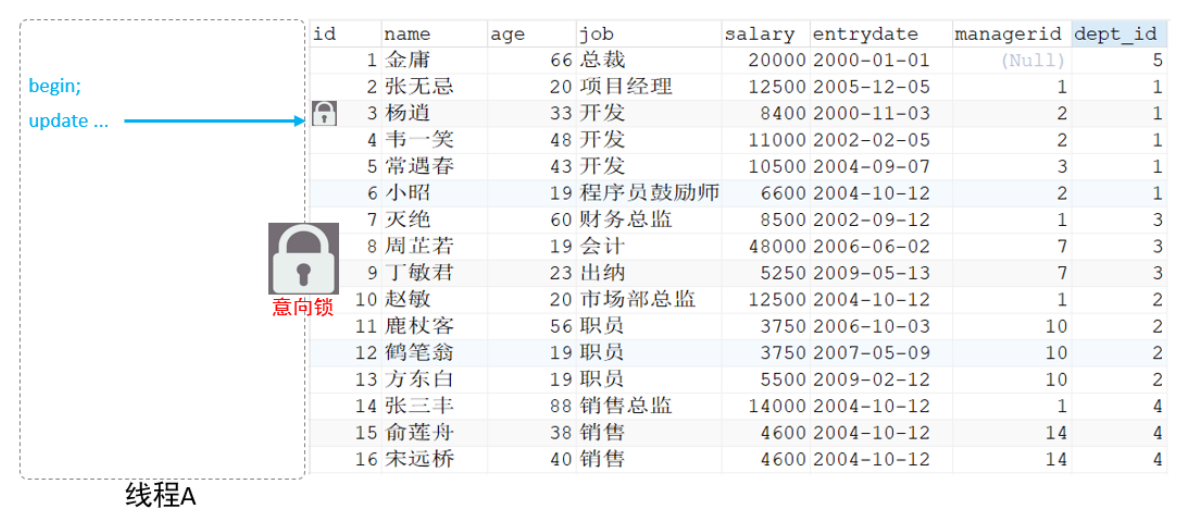 id name age job salary entrydate managerid dept_id
1 金庸 66 总裁 20000 2000-01-01 (Null) 5
begin;
2 张无忌 20 项目经理 12500 2005-12-05 1 1
update ...
3 杨逍 33 开发 8400 2000-11-03 2 1
4 韦一笑 48 开发 11000 2002-02-05 2 1
5 常遇春 43 开发 10500 2004-09-07 3 1
6 小昭 19 程序员鼓励师 6600 2004-10-12 2 1
7 灭绝 60 财务总监 8500 2002-09-12 1 3
8 周芷若 19 会计 48000 2006-06-02 7 3
9 丁敏君 23 出纳 5250 2009-05-13 7 3
意向锁
10 赵敏 20 市场部总监 12500 2004-10-12 1 2
11 鹿杖客 56 职员 3750 2006-10-03 10 2
12 鹤笔翁 19 职员 3750 2007-05-09 10 2
13 方东白 19 职员 5500 2009-02-12 10 2
14 张三丰 88 销售总监 14000 2004-10-12 1 4
15 俞莲舟 38 销售 4600 2004-10-12 14 4
16 宋远桥 40 销售 4600 2004-10-12 14 4
线程A